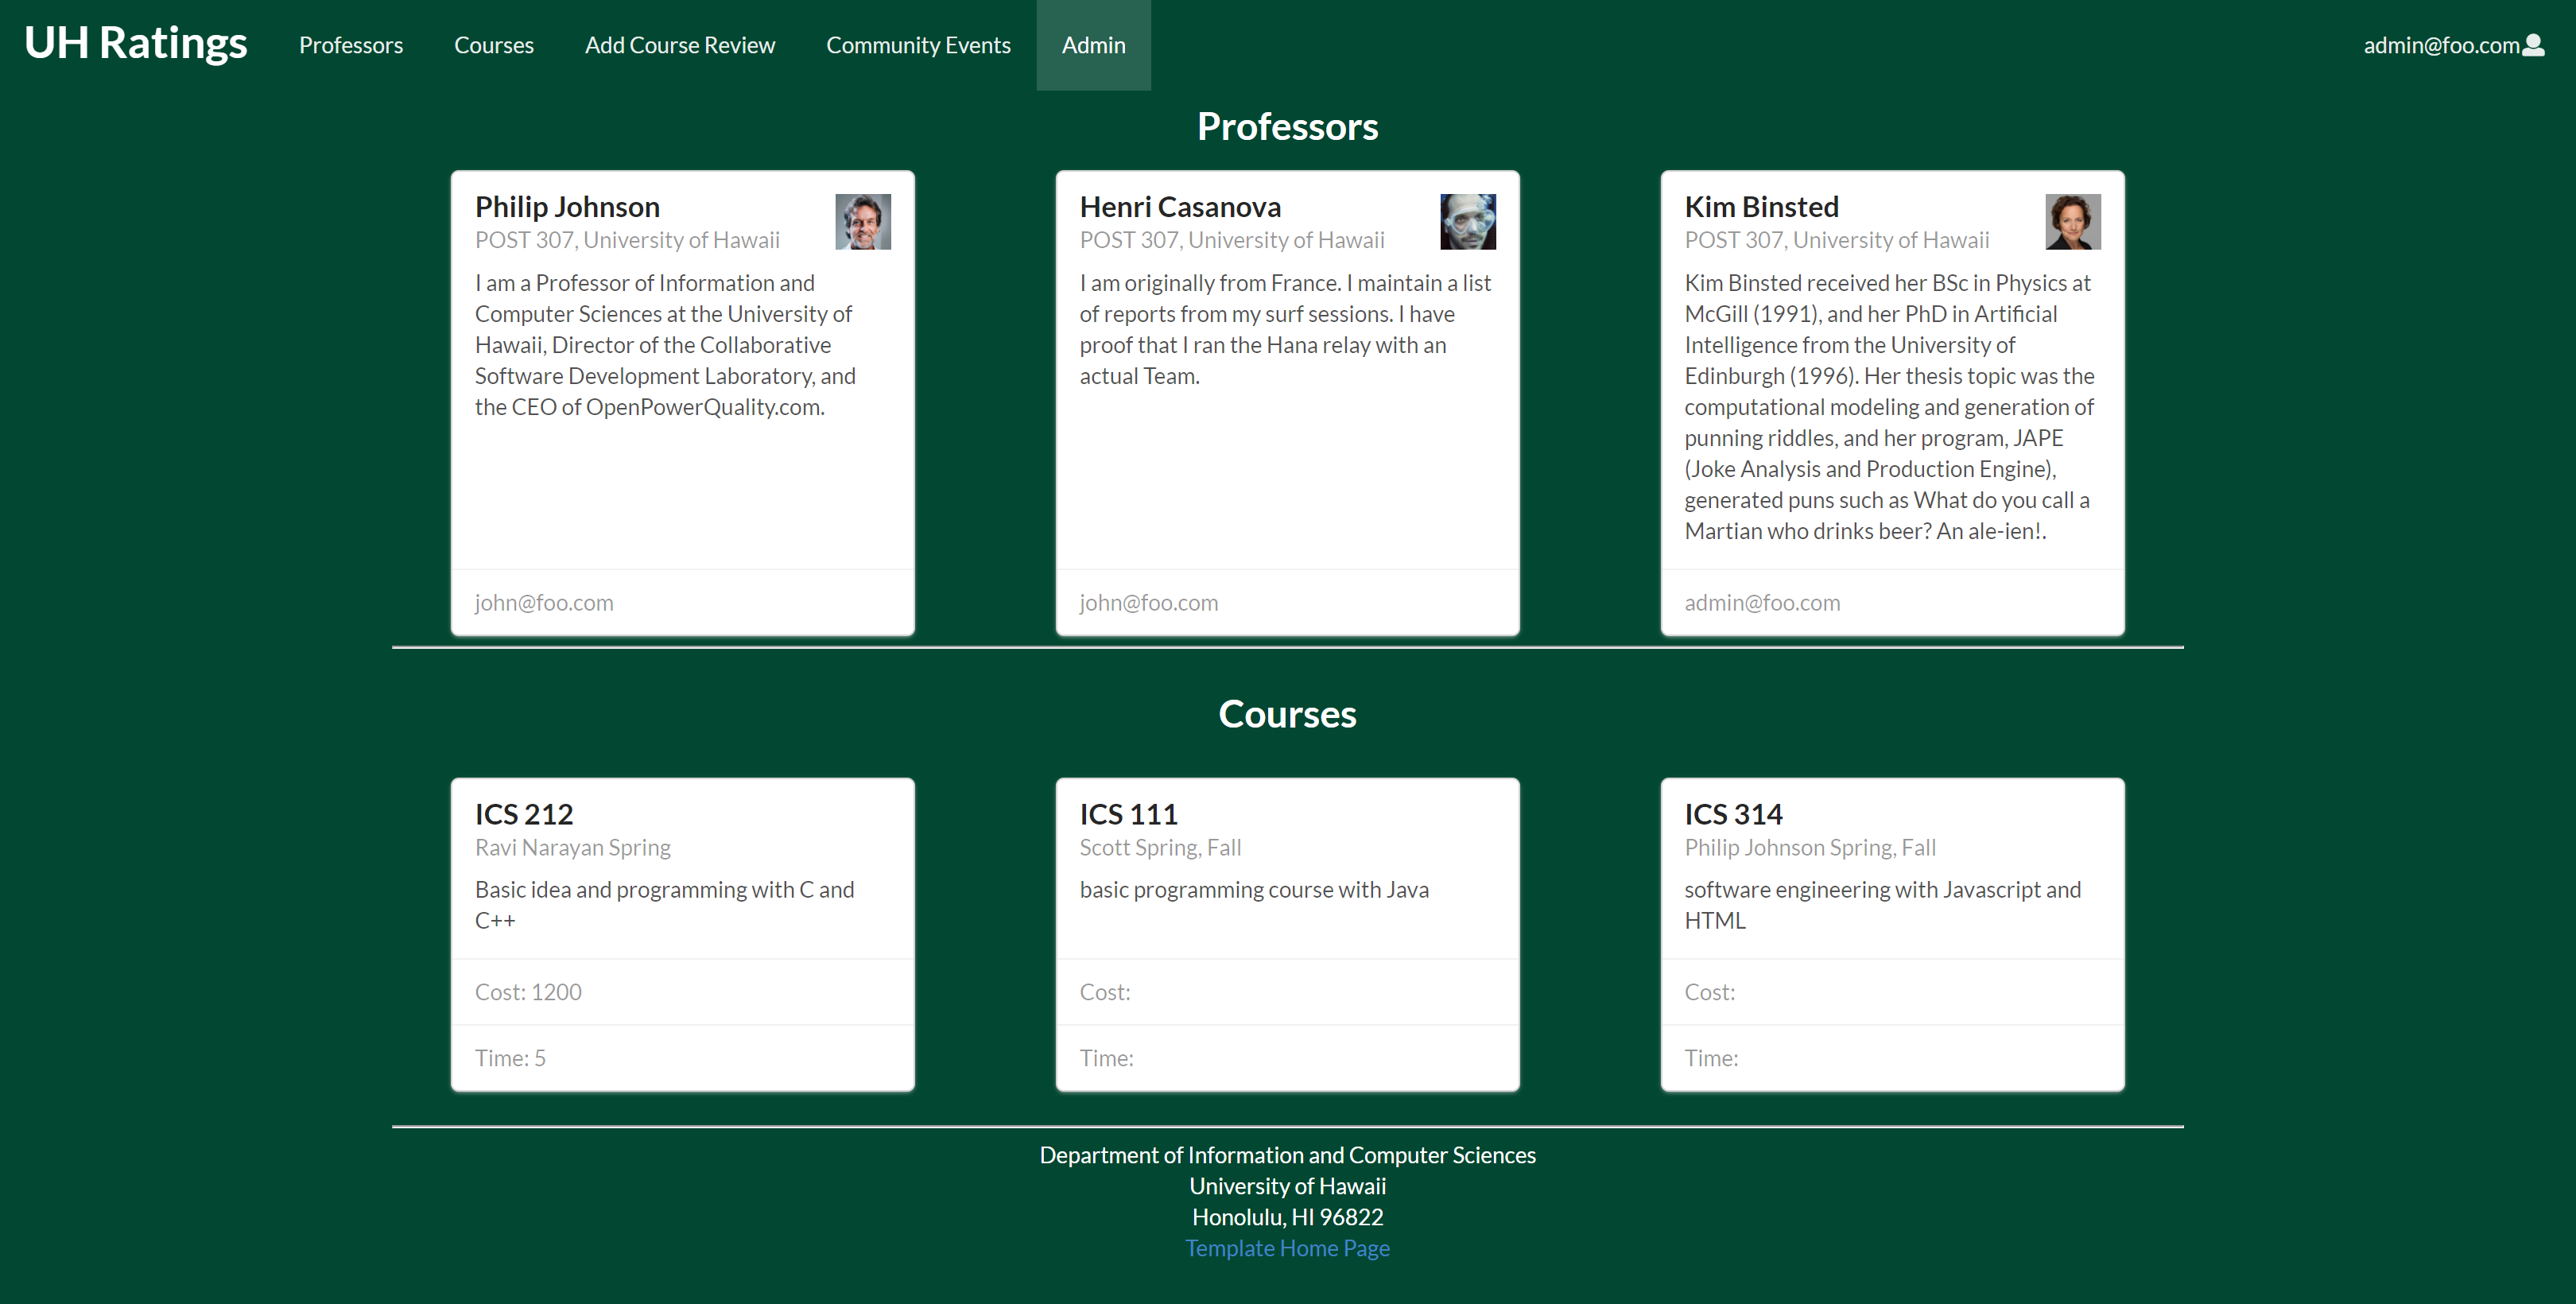 UH Ratings
Professors
Courses
Add Course Review
Community Events
Admin
admin@foo.com
Professors
Philip Johnson
POST 307, University of Hawaii
I am a Professor of Information and
Computer Sciences at the University of
Hawaii, Director of the Collaborative
Software Development Laboratory, and
the CEO of OpenPowerQuality.com.
john@foo.com
Henri Casanova
POST 307, University of Hawaii
I am originally from France. I maintain a list
of reports from my surf sessions. I have
proof that I ran the Hana relay with an
actual Team.
john@foo.com
Kim Binsted
POST 307, University of Hawaii
Kim Binsted received her BSc in Physics at
McGill (1991), and her PhD in Artificial
Intelligence from the University of
Edinburgh (1996). Her thesis topic was the
computational modeling and generation of
punning riddles, and her program, JAPE
(Joke Analysis and Production Engine),
generated puns such as What do you call a
Martian who drinks beer? An ale-ien!.
admin@foo.com
Courses
ICS 212
Ravi Narayan Spring
Basic idea and programming with C and
C++
Cost: 1200
Time: 5
ICS 111
Scott Spring, Fall
basic programming course with Java
Cost:
Time:
ICS 314
Philip Johnson Spring, Fall
software engineering with Javascript and
HTML
Cost:
Time:
Department of Information and Computer Sciences
University of Hawaii
Honolulu, HI 96822
Template Home Page